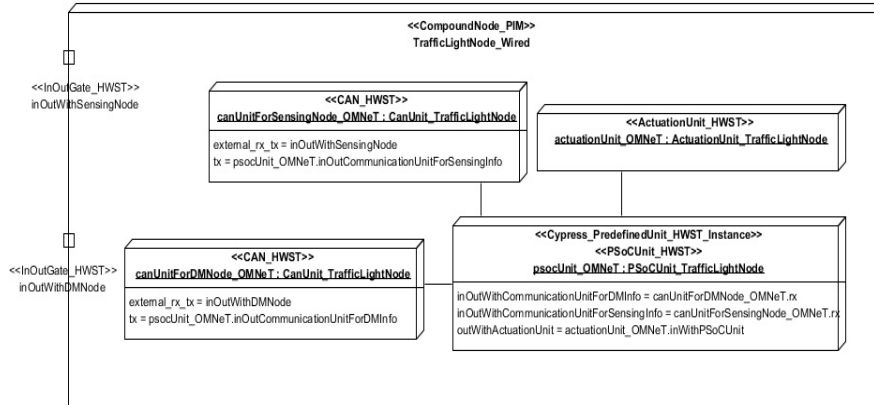 <<CompoundNode_PIM>>
TrafficLightNode_Wired
<<InOutGate_HWST>>
inOutWithSensingNode
<<CAN_HWST>>
canUnitForSensingNode_OMNeT : CanUnit_TrafficLightNode
external_rx_tx = inOutWithSensingNode
tx = psocUnit_OMNeT.inOutCommunicationUnitForSensingInfo
<<ActuationUnit_HWST>>
actuationUnit_OMNeT : ActuationUnit_TrafficLightNode
<<InOutGate_HWST>>
inOutWithDMNode
<<CAN_HWST>>
canUnitForDMNode_OMNeT : CanUnit_TrafficLightNode
external_rx_tx = inOutWithDMNode
tx = psocUnit_OMNeT.inOutCommunicationUnitForDMInfo
<<Cypress_PredefinedUnit_HWST_Instance>>
<<PSoCUnit_HWST>>
psocUnit_OMNeT : PSoCUnit_TrafficLightNode
inOutWithCommunicationUnitForDMInfo = canUnitForDMNode_OMNeT.rx
inOutWithCommunicationUnitForSensingInfo = canUnitForSensingNode_OMNeT.rx
outWithActuationUnit = actuationUnit_OMNeT.inWithPSoCUnit